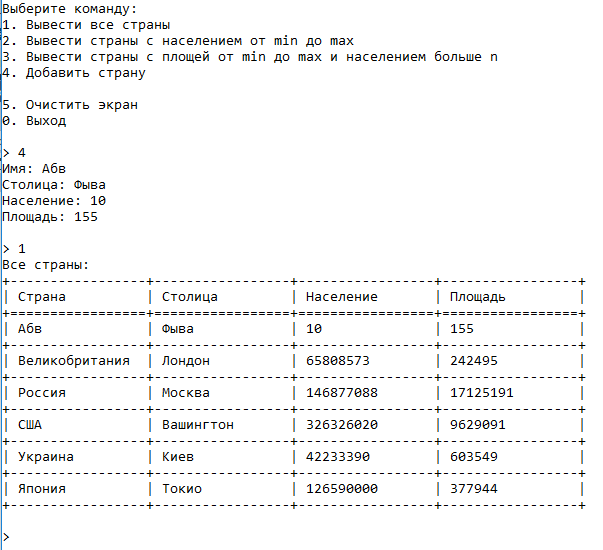 Выберите команду:
1. Вывести все страны
2. Вывести страны с населением от min до max
3. Вывести страны с площей от min до max и населением больше n
4. Добавить страну
5. Очистить экран
0. Выход
> 4
Имя: Абв
Столица: Фыва
Население: 10
Площадь: 155
> 1
Все страны:
+-----------------+-----------------+-----------------+-----------------+
| Страна | Столица | Население | Площадь |
+=================+=================+=================+=================+
| Абв | Фыва | 10 | 155 |
+-----------------+-----------------+-----------------+-----------------+
| Великобритания | Лондон | 65808573 | 242495 |
+-----------------+-----------------+-----------------+-----------------+
| Россия | Москва | 146877088 | 17125191 |
+-----------------+-----------------+-----------------+-----------------+
| США | Вашингтон | 326326020 | 9629091 |
+-----------------+-----------------+-----------------+-----------------+
| Украина | Киев | 42233390 | 603549 |
+-----------------+-----------------+-----------------+-----------------+
| Япония | Токио | 126590000 | 377944 |
+-----------------+-----------------+-----------------+-----------------+
>